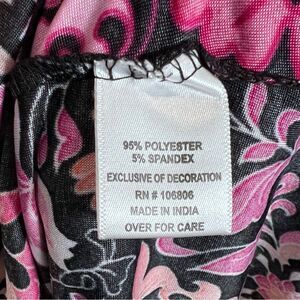 95% POLYESTER
5% SPANDEX
EXCLUSIVE OF DECORATION
RN # 106806
MADE IN INDIA
OVER FOR CARE